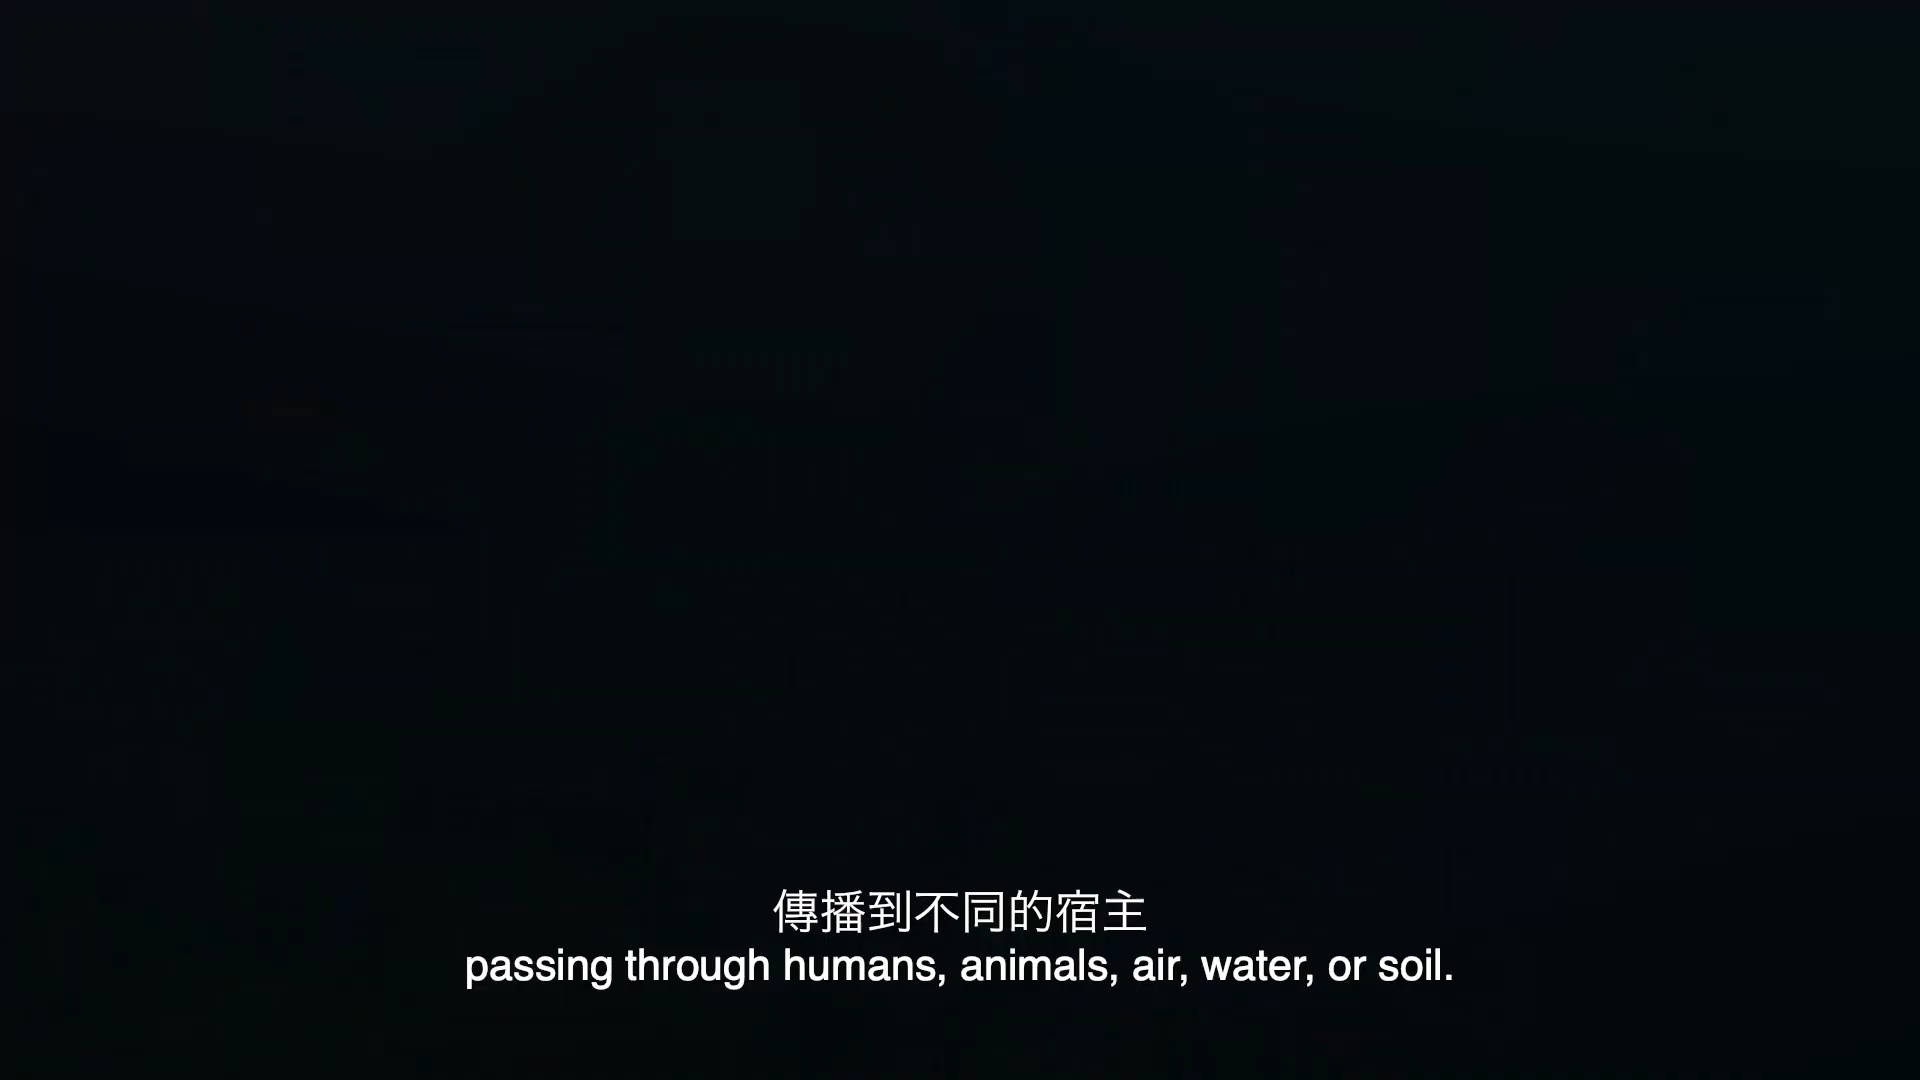 傳播到不同的宿主
passing through humans, animals, air, water, or soil.